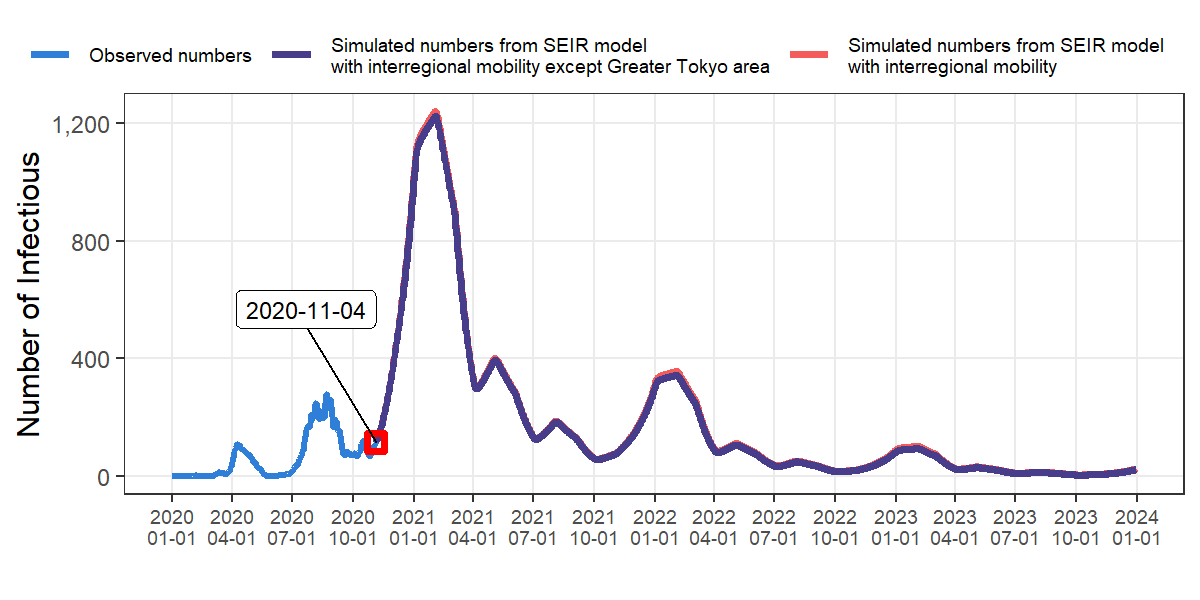 Observed numbers
Simulated numbers from SEIR model
with interregional mobility except Greater Tokyo area
Simulated numbers from SEIR model
with interregional mobility
Number of Infectious
1,200
800
400
0
2020-11-04
2020 2020 2020 2020 2021 2021 2021 2021 2022 2022 2022 2022 2023 2023 2023 2023 2024
01-01 04-01 07-01 10-01 01-01 04-01 07-01 10-01 01-01 04-01 07-01 10-01 01-01 04-01 07-01 10-01 01-01